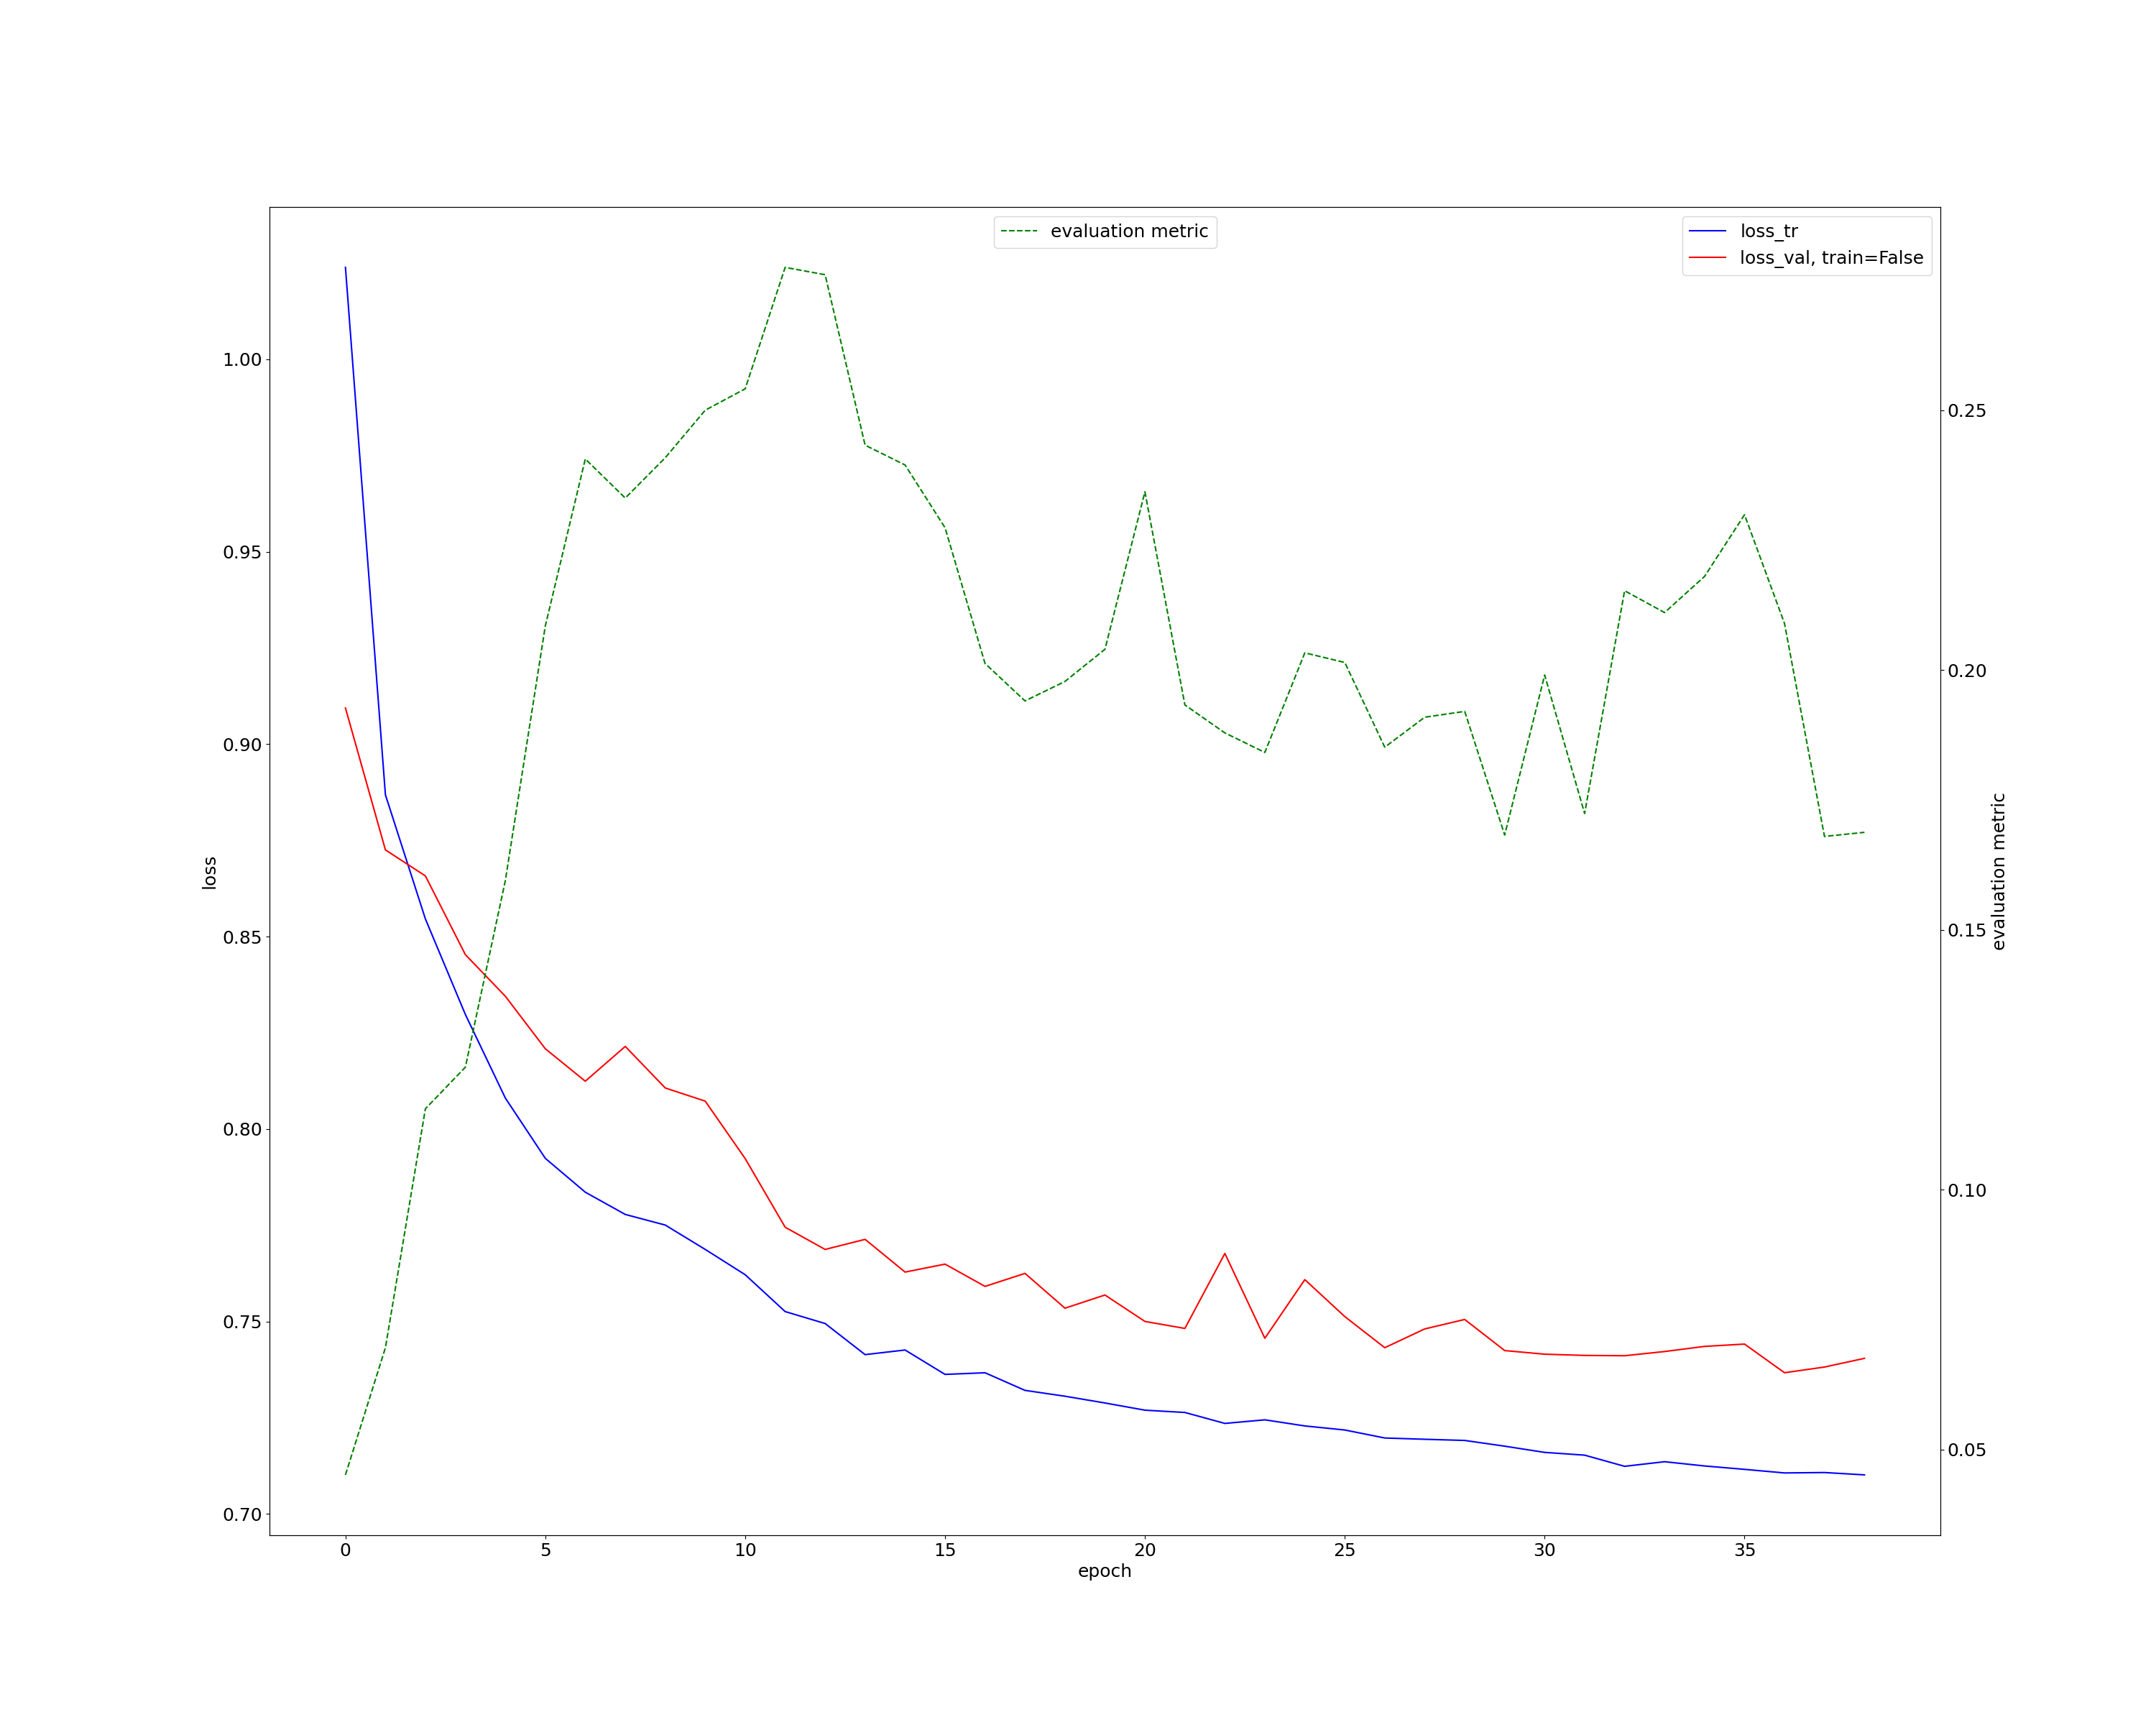 evaluation metric
loss_tr
loss_val, train=False
1.00
0.95
0.90
0.85
0.80
0.75
0.70
loss
0.25
0.20
0.15
0.10
0.05
evaluation metric
0 5 10 15 20 25 30 35
epoch